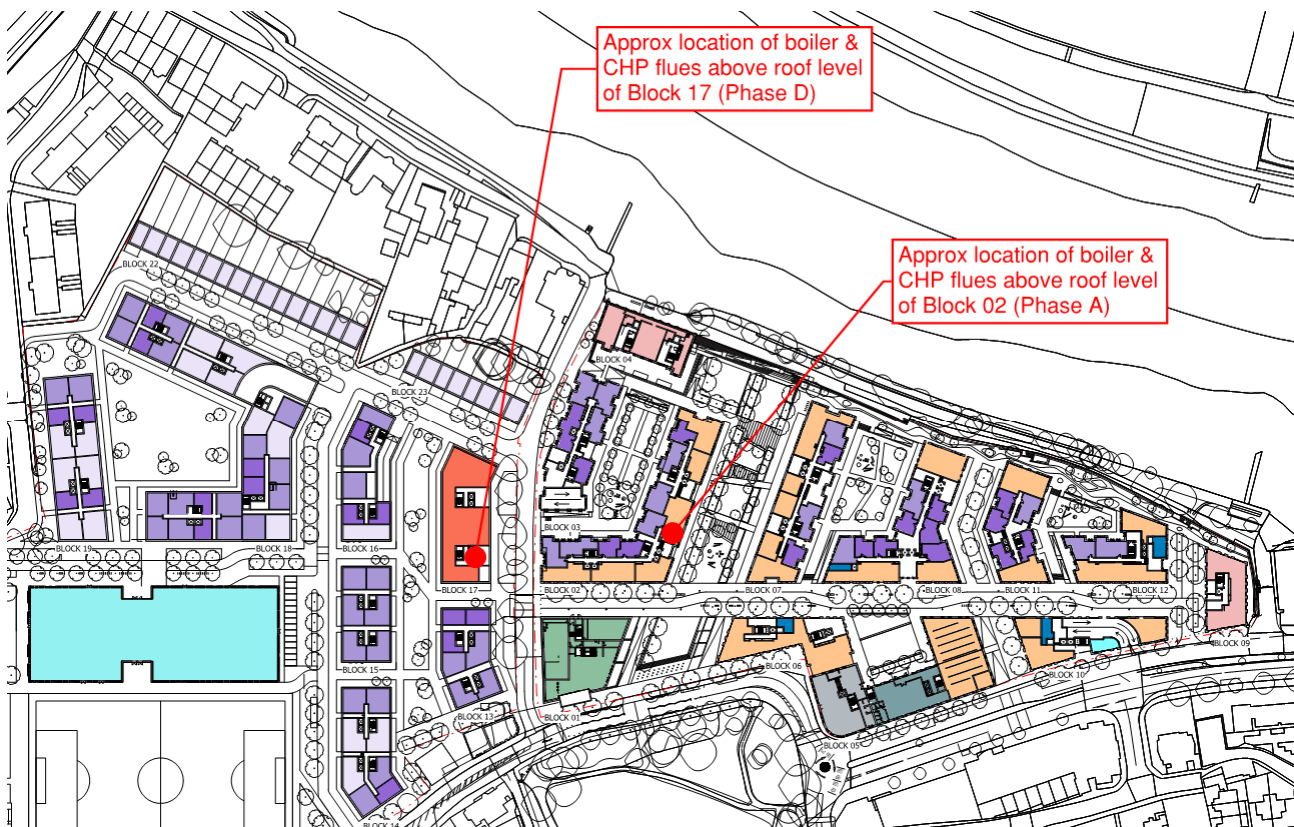 Approx location of boiler &
CHP flues above roof level
of Block 17 (Phase D)
Approx location of boiler &
CHP flues above roof level
of Block 02 (Phase A)
BLOCK 22
BLOCK 04
BLOCK 23
BLOCK 03
BLOCK 19
BLOCK 18
BLOCK 16
BLOCK 17
BLOCK 02
BLOCK 07
BLOCK 08
BLOCK 11
BLOCK 12
BLOCK 09
BLOCK 15
BLOCK 06
BLOCK 10
BLOCK 13
BLOCK 01
BLOCK 05
BLOCK 14